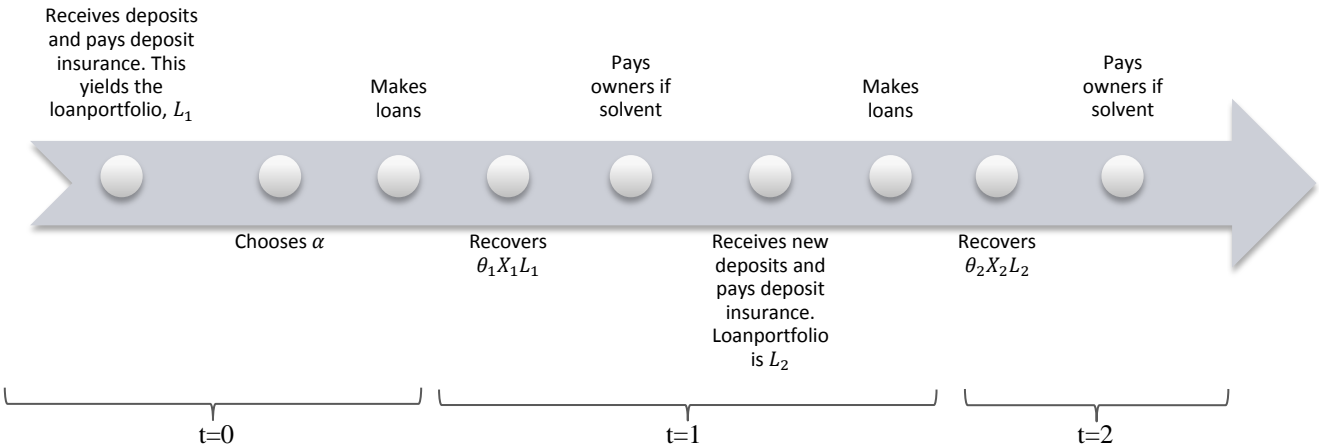 Receives deposits
and pays deposit
insurance. This
yields the
loanportfolio, L₁
Makes
loans
Pays
owners if
solvent
Makes
loans
Pays
owners if
solvent
Chooses α
Recovers
θ₁X₁L₁
Receives new
deposits and
pays deposit
insurance.
Loanportfolio
is L₂
Recovers
θ₂X₂L₂
t=0
t=1
t=2